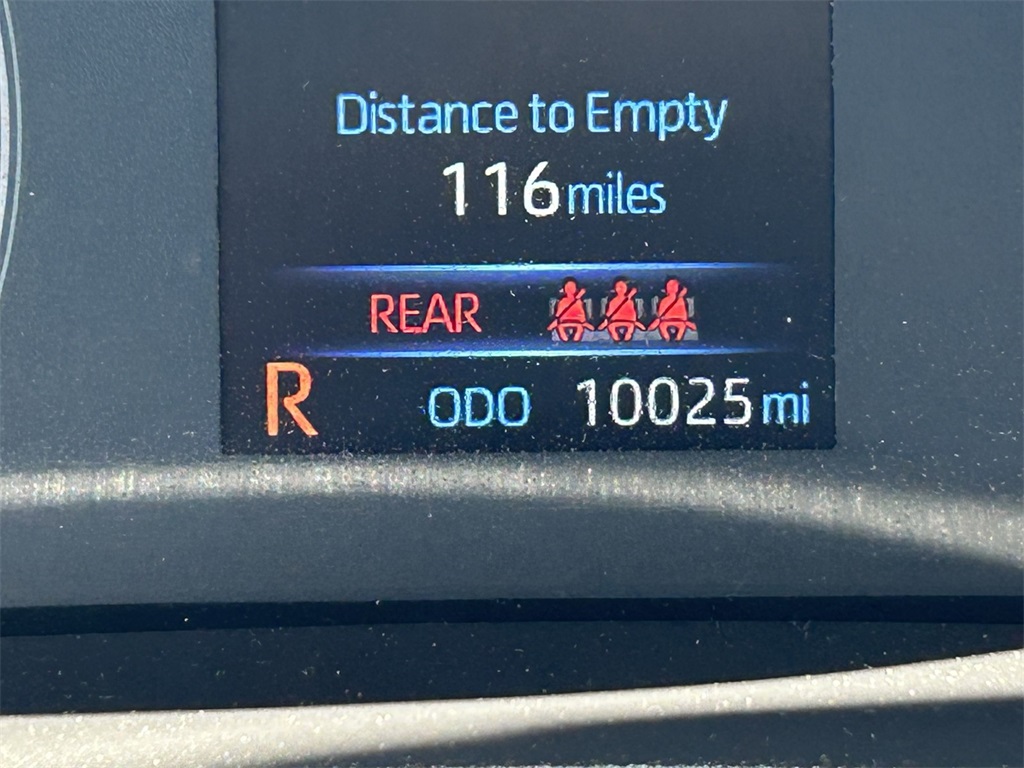 Distance to Empty
116 miles
REAR
R ODO 10025 mi